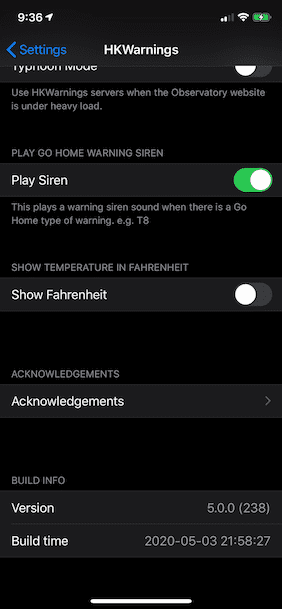 9:36
Settings
HKWarnings
Typhoon Mode
Use HKWarnings servers when the Observatory website
is under heavy load.
PLAY GO HOME WARNING SIREN
Play Siren
This plays a warning siren sound when there is a Go
Home type of warning. e.g. T8
SHOW TEMPERATURE IN FAHRENHEIT
Show Fahrenheit
ACKNOWLEDGEMENTS
Acknowledgements
BUILD INFO
Version 5.0.0 (238)
Build time 2020-05-03 21:58:27